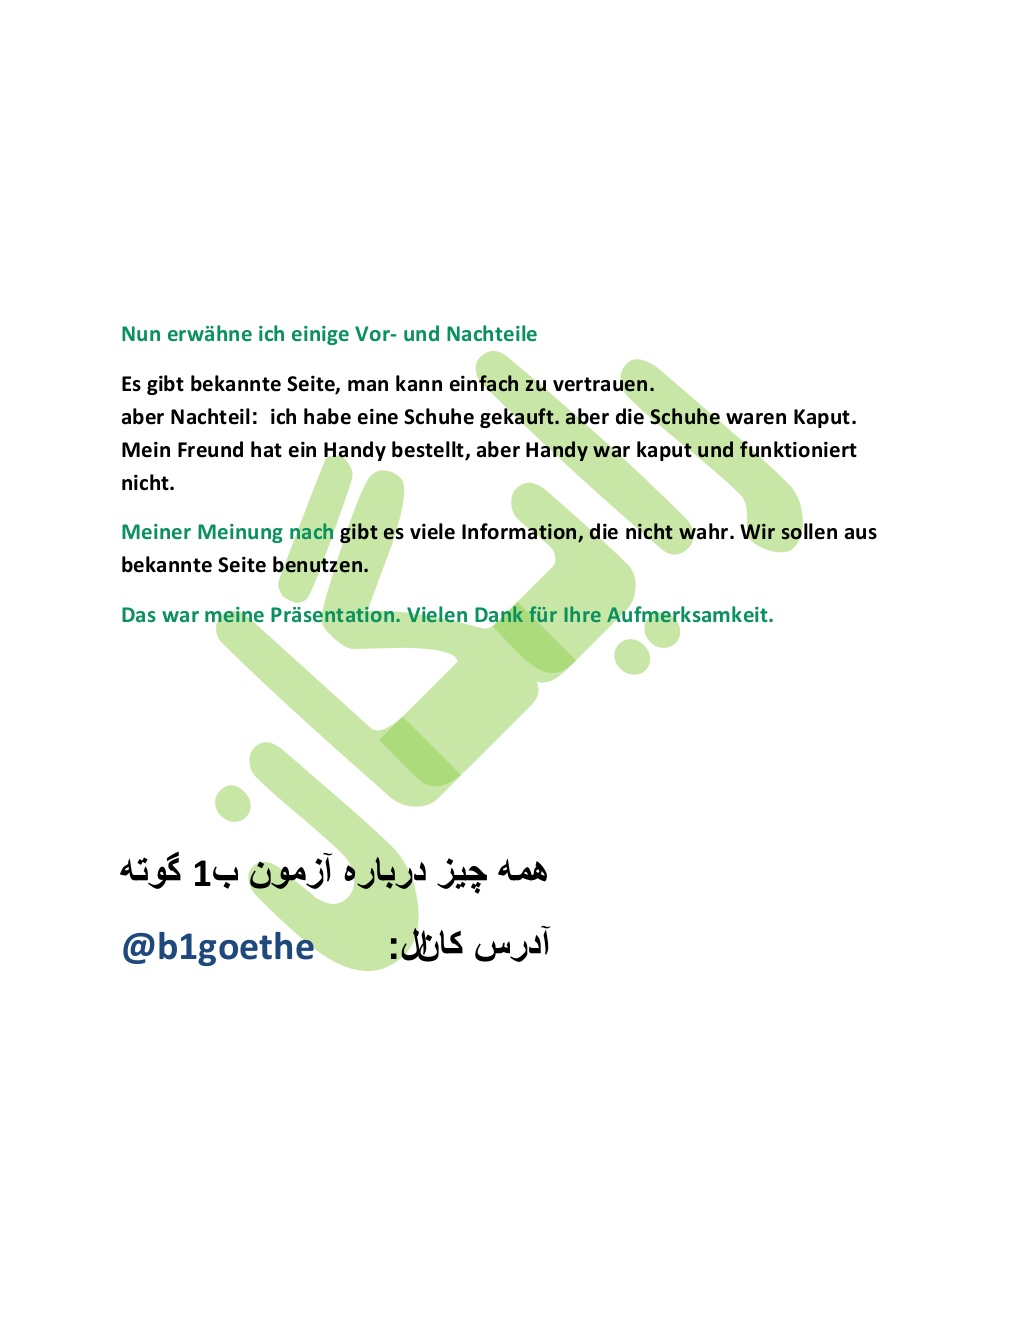 Nun erwähne ich einige Vor- und Nachteile
Es gibt bekannte Seite, man kann einfach zu vertrauen.
aber Nachteil:  ich habe eine Schuhe gekauft. aber die Schuhe waren Kaput.
Mein Freund hat ein Handy bestellt, aber Handy war kaput und funktioniert
nicht.
Meiner Meinung nach gibt es viele Information, die nicht wahr. Wir sollen aus
bekannte Seite benutzen.
Das war meine Präsentation. Vielen Dank für Ihre Aufmerksamkeit.
رایگان
همه چیز درباره آزمون ب1 گوته
آدرس کانال: @b1goethe